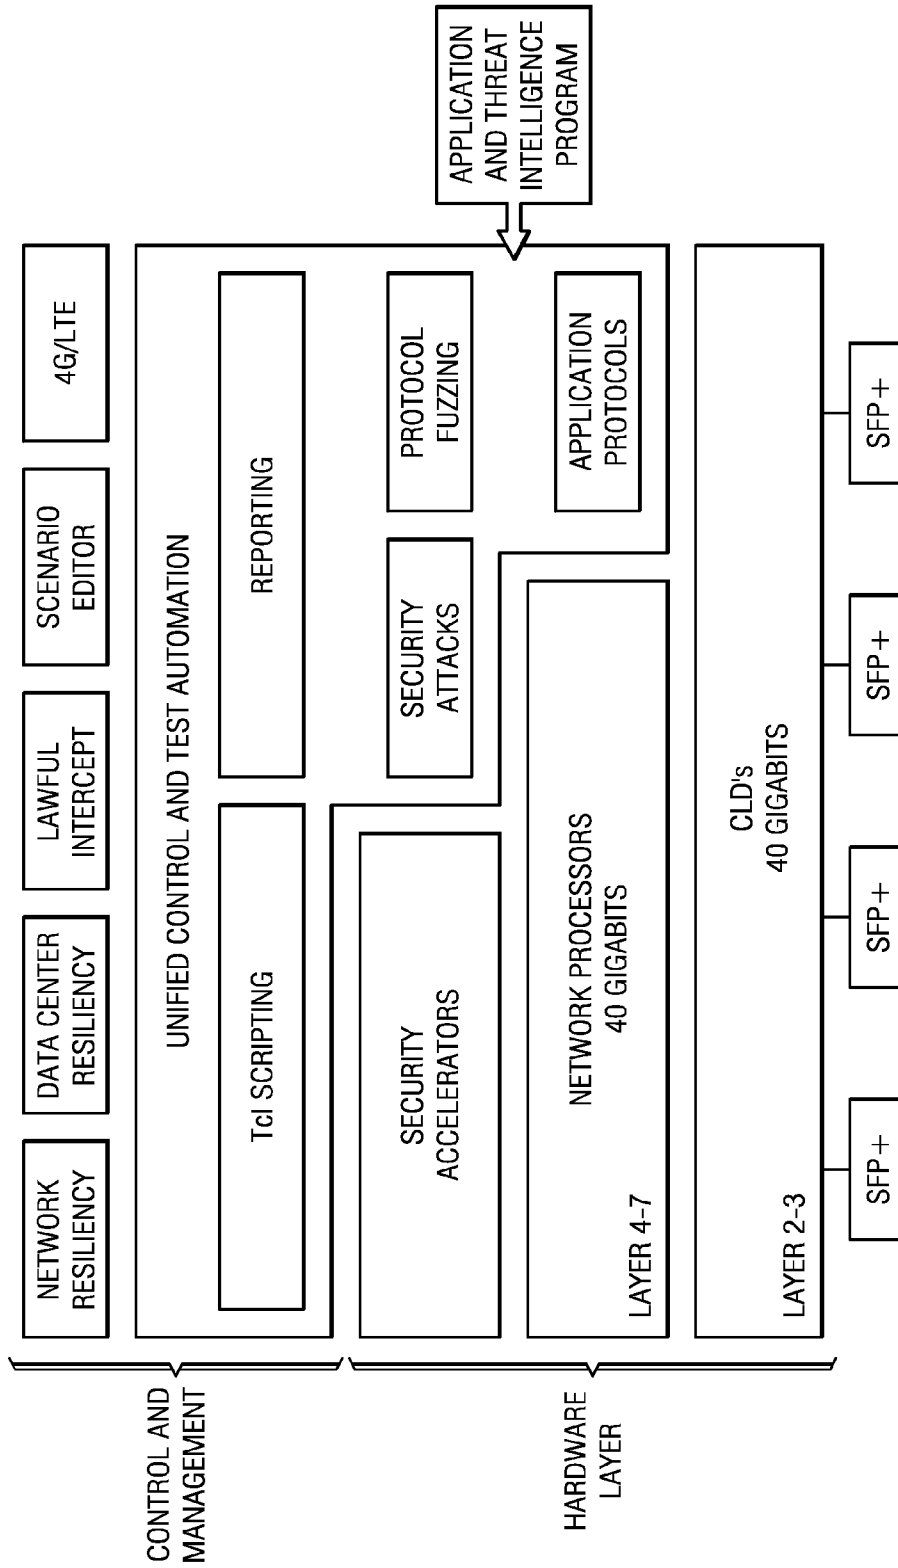 NETWORK
RESILIENCY
DATA CENTER
RESILIENCY
LAWFUL
INTERCEPT
SCENARIO
EDITOR
4G/LTE
CONTROL AND
MANAGEMENT
UNIFIED CONTROL AND TEST AUTOMATION
Tcl SCRIPTING
REPORTING
HARDWARE
LAYER
SECURITY
ACCELERATORS
SECURITY
ATTACKS
PROTOCOL
FUZZING
APPLICATION
AND THREAT
INTELLIGENCE
PROGRAM
NETWORK PROCESSORS
40 GIGABITS
LAYER 4-7
APPLICATION
PROTOCOLS
CLD's
40 GIGABITS
LAYER 2-3
SFP+
SFP+
SFP+
SFP+